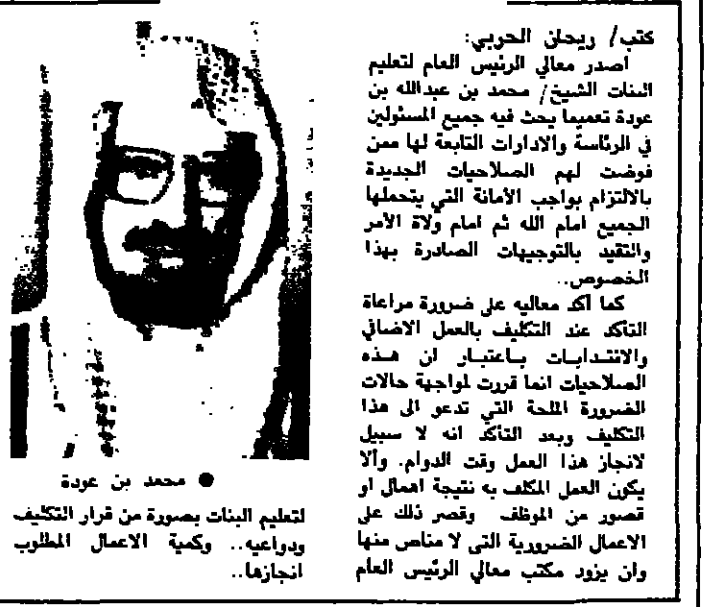 كتب/ ريحان الحربي:
اصدر معالي الرئيس العام لتعليم
البنات الشيخ/ محمد بن عبدالله بن
عودة تعميما يحث فيه جميع المسئولين
في الرئاسة والادارات التابعة لها ممن
فوضت لهم الصلاحيات الجديدة
بالالتزام بواجب الأمانة التي يتحملها
الجميع امام الله ثم امام ولاة الأمر
والتقيد بالتوجيهات الصادرة بهذا
الخصوص..
كما اكد معاليه على ضرورة مراعاة
التأكد عند التكليف بالعمل الاضافي
والانتدابات باعتبار ان هذه
الصلاحيات انما قررت لمواجهة حالات
الضرورة الملحة التي تدعو الى هذا
التكليف وبعد التأكد انه لا سبيل
لانجاز هذا العمل وقت الدوام. وألا
يكون العمل المكلف به نتيجة اهمال او
قصور من الموظف وقصر ذلك على
الاعمال الضرورية التي لا مناص منها
وان يزود مكتب معالي الرئيس العام
● محمد بن عودة
لتعليم البنات بصورة من قرار التكليف
ودواعيه.. وكمية الاعمال المطلوب
انجازها..